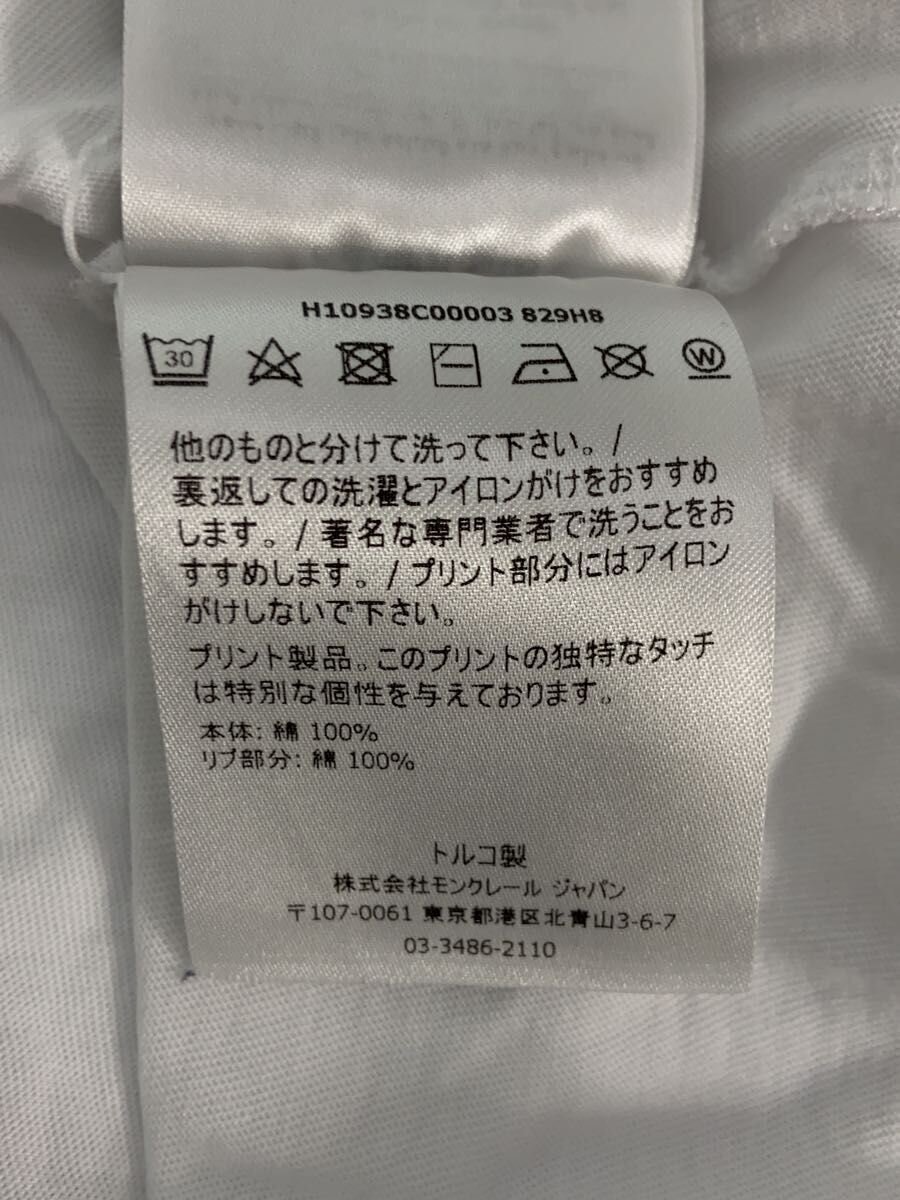 H10938C00003 829H8
30
W
他のものと分けて洗って下さい。/
裏返しての洗濯とアイロンがけをおすすめ
します。/ 著名な専門業者で洗うことをお
すすめします。/ プリント部分にはアイロン
がけしないで下さい。
プリント製品。このプリントの独特なタッチ
は特別な個性を与えております。
本体: 綿 100%
リブ部分: 綿 100%
トルコ製
株式会社モンクレール ジャパン
〒107-0061 東京都港区北青山3-6-7
03-3486-2110